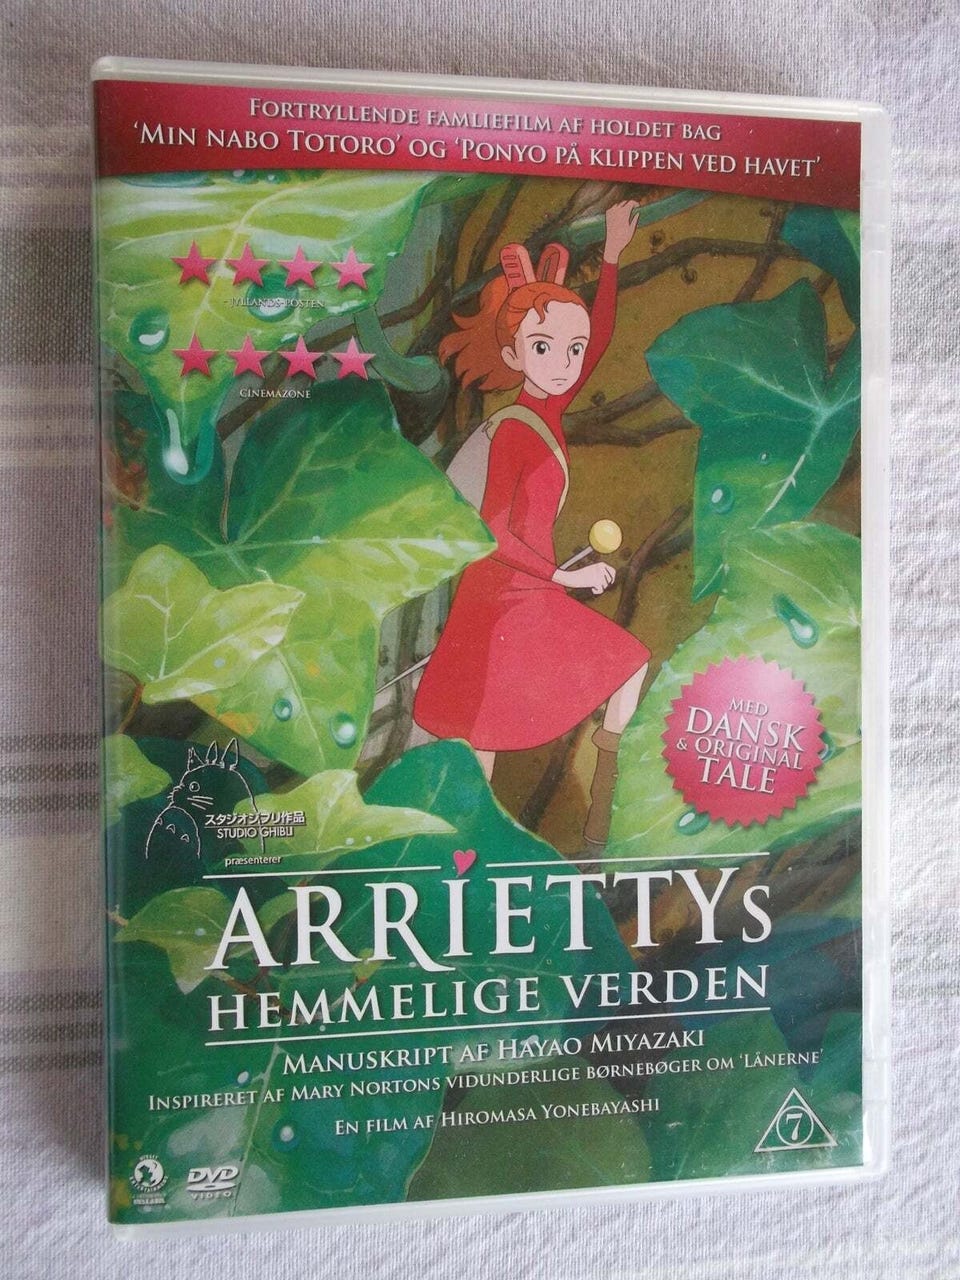 FORTRYLLENDE FAMLIEFILM AF HOLDET BAG
'MIN NABO TOTORO' OG 'PONYO PÅ KLIPPEN VED HAVET'
- JYLLANDS-POSTEN
CINEMAZONE
MED
DANSK
& ORIGINAL
TALE
スタジオジブリ作品
STUDIO GHIBLI
præsenterer
ARRIETTYS
HEMMELIGE VERDEN
MANUSKRIPT AF HAYAO MIYAZAKI
INSPIRERET AF MARY NORTONS VIDUNDERLIGE BØRNEBØGER OM 'LÅNERNE'
EN FILM AF HIROMASA YONEBAYASHI
7
DVD
VIDEO